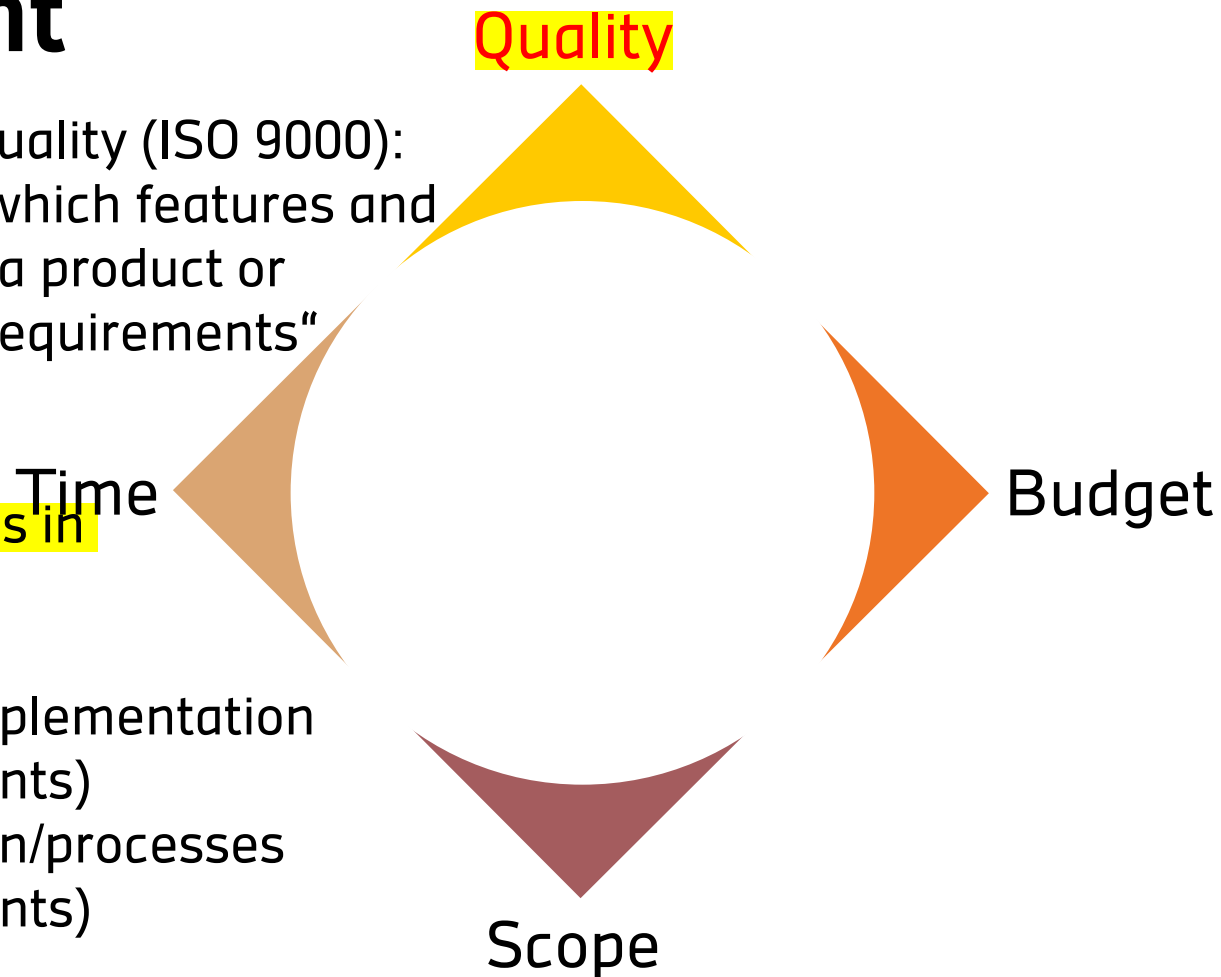 nt
Quality
uality (ISO 9000):
which features and
a product or
equirements“
Time
s in
Budget
plementation
nts)
n/processes
nts)
Scope